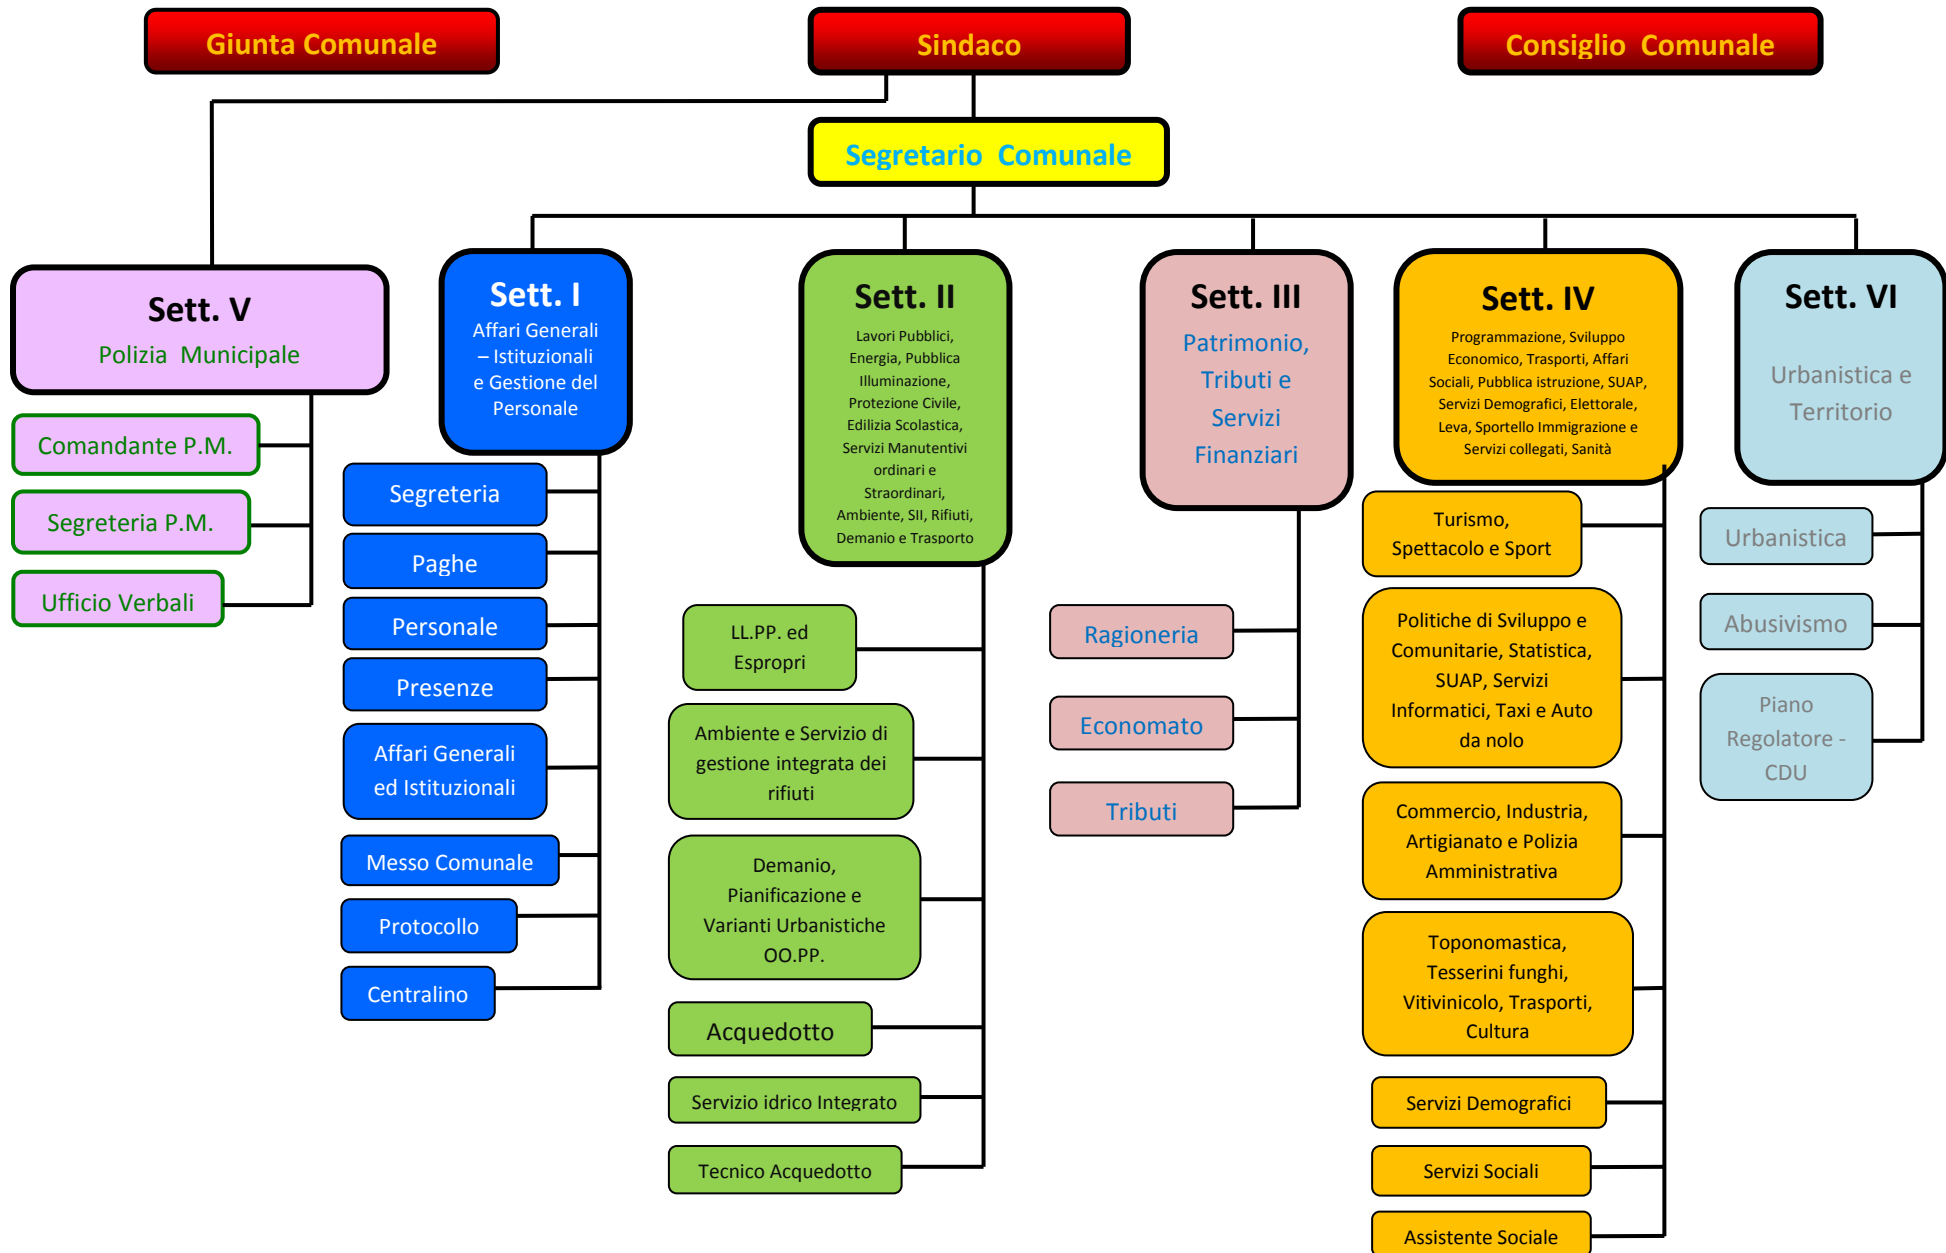 Giunta Comunale
Sindaco
Consiglio Comunale
Segretario Comunale
Sett. V
Polizia Municipale
Comandante P.M.
Segreteria P.M.
Ufficio Verbali
Sett. I
Affari Generali
– Istituzionali
e Gestione del
Personale
Segreteria
Paghe
Personale
Presenze
Affari Generali
ed Istituzionali
Messo Comunale
Protocollo
Centralino
Sett. II
Lavori Pubblici,
Energia, Pubblica
Illuminazione,
Protezione Civile,
Edilizia Scolastica,
Servizi Manutentivi
ordinari e
Straordinari,
Ambiente, SII, Rifiuti,
Demanio e Trasporto
LL.PP. ed
Espropri
Ambiente e Servizio di
gestione integrata dei
rifiuti
Demanio,
Pianificazione e
Varianti Urbanistiche
OO.PP.
Acquedotto
Servizio idrico Integrato
Tecnico Acquedotto
Sett. III
Patrimonio,
Tributi e
Servizi
Finanziari
Ragioneria
Economato
Tributi
Sett. IV
Programmazione, Sviluppo
Economico, Trasporti, Affari
Sociali, Pubblica istruzione, SUAP,
Servizi Demografici, Elettorale,
Leva, Sportello Immigrazione e
Servizi collegati, Sanità
Turismo,
Spettacolo e Sport
Politiche di Sviluppo e
Comunitarie, Statistica,
SUAP, Servizi
Informatici, Taxi e Auto
da nolo
Commercio, Industria,
Artigianato e Polizia
Amministrativa
Toponomastica,
Tesserini funghi,
Vitivinicolo, Trasporti,
Cultura
Servizi Demografici
Servizi Sociali
Assistente Sociale
Sett. VI
Urbanistica e
Territorio
Urbanistica
Abusivismo
Piano
Regolatore -
CDU